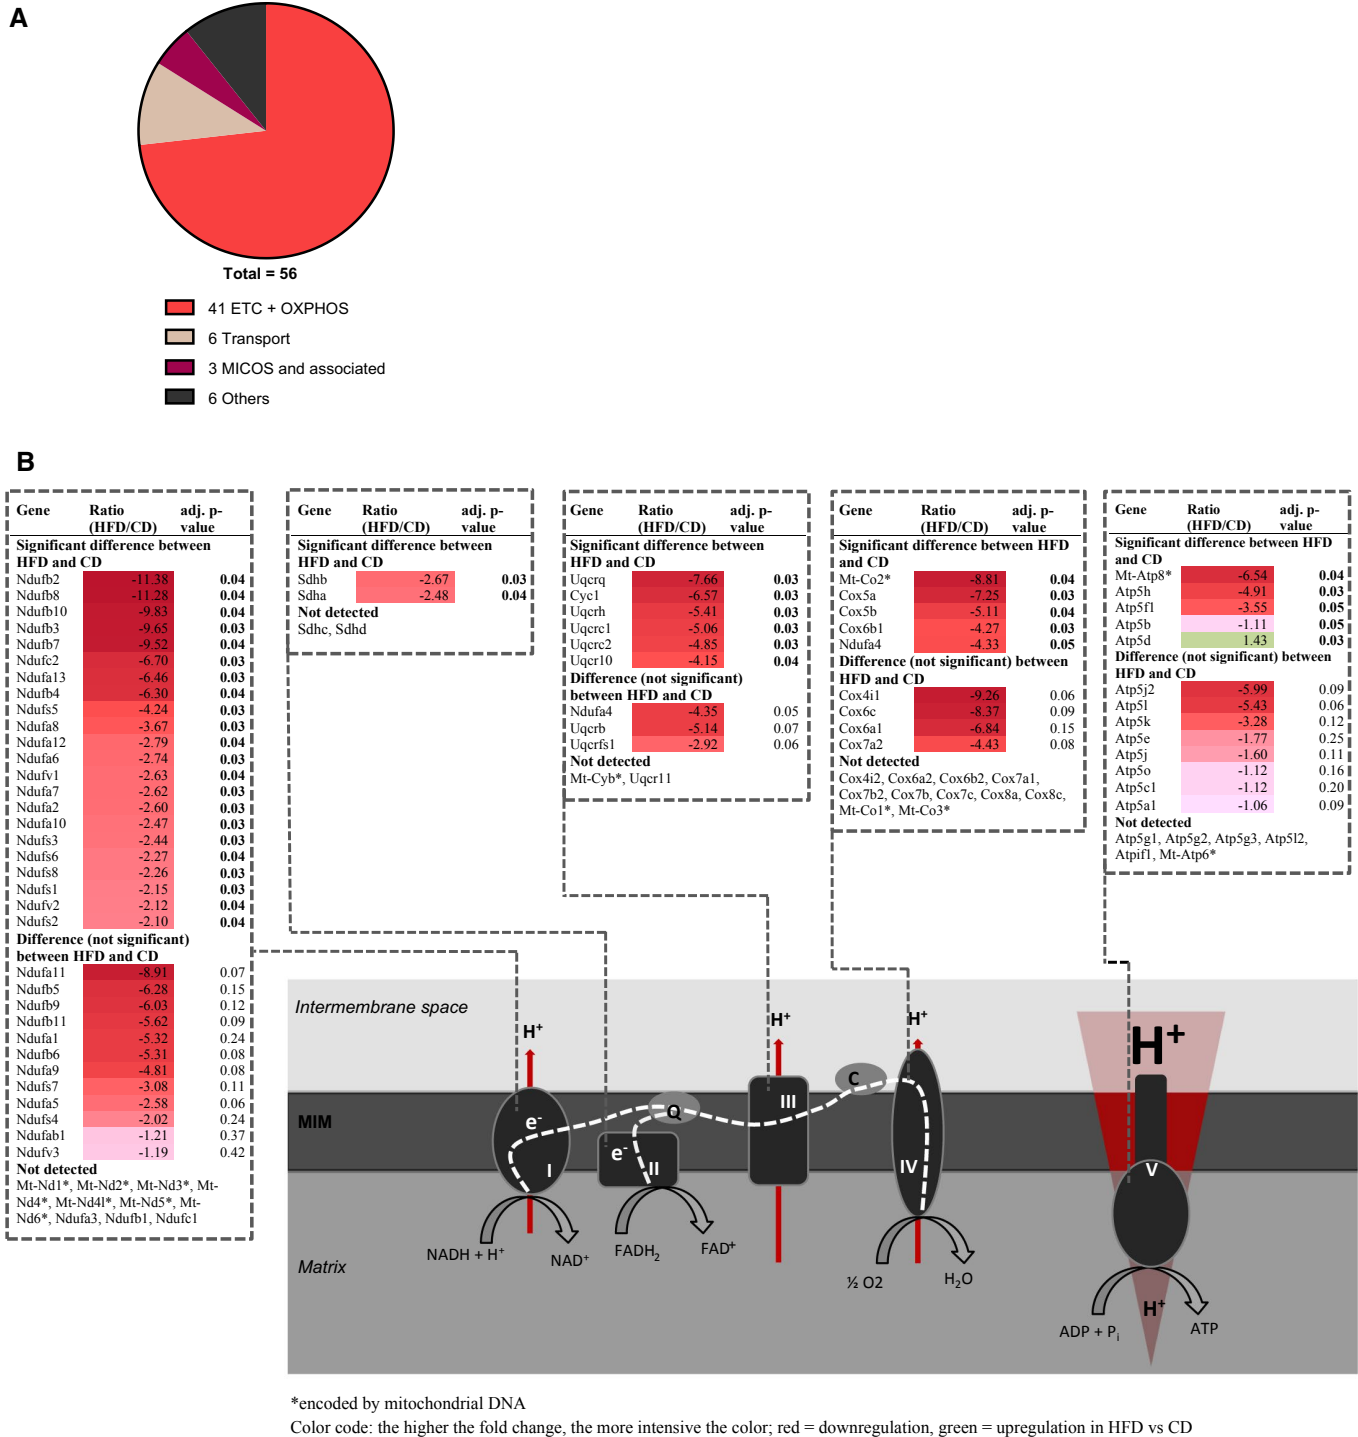 A
Total = 56
41 ETC + OXPHOS
6 Transport
3 MICOS and associated
6 Others
B
Gene Ratio (HFD/CD) adj. p-value
Significant difference between
HFD and CD
Ndufb2 -11.38 0.04
Ndufb8 -11.28 0.04
Ndufb10 -9.83 0.04
Ndufb3 -9.65 0.03
Ndufb7 -9.52 0.04
Ndufc2 -6.70 0.03
Ndufa13 -6.46 0.03
Ndufb4 -6.30 0.04
Ndufs5 -4.24 0.03
Ndufa8 -3.67 0.03
Ndufa12 -2.79 0.04
Ndufa6 -2.74 0.03
Ndufv1 -2.63 0.04
Ndufa7 -2.62 0.03
Ndufa2 -2.60 0.03
Ndufa10 -2.47 0.03
Ndufs3 -2.44 0.03
Ndufs6 -2.27 0.04
Ndufs8 -2.26 0.03
Ndufs1 -2.15 0.03
Ndufv2 -2.12 0.04
Ndufs2 -2.10 0.04
Difference (not significant)
between HFD and CD
Ndufa11 -8.91 0.07
Ndufb5 -6.28 0.15
Ndufb9 -6.03 0.12
Ndufb11 -5.62 0.09
Ndufa1 -5.32 0.24
Ndufb6 -5.31 0.08
Ndufa9 -4.81 0.08
Ndufs7 -3.08 0.11
Ndufa5 -2.58 0.06
Ndufs4 -2.02 0.24
Ndufab1 -1.21 0.37
Ndufv3 -1.19 0.42
Not detected
Mt-Nd1*, Mt-Nd2*, Mt-Nd3*, Mt-
Nd4*, Mt-Nd4l*, Mt-Nd5*, Mt-
Nd6*, Ndufa3, Ndufb1, Ndufc1
Gene Ratio (HFD/CD) adj. p-value
Significant difference between
HFD and CD
Sdhb -2.67 0.03
Sdha -2.48 0.04
Not detected
Sdhc, Sdhd
Gene Ratio (HFD/CD) adj. p-value
Significant difference between
HFD and CD
Uqcrq -7.66 0.03
Cyc1 -6.57 0.03
Uqcrh -5.41 0.03
Uqcrc1 -5.06 0.03
Uqcrc2 -4.85 0.03
Uqcr10 -4.15 0.04
Difference (not significant)
between HFD and CD
Ndufa4 -4.35 0.05
Uqcrb -5.14 0.07
Uqcrfs1 -2.92 0.06
Not detected
Mt-Cyb*, Uqcr11
Gene Ratio (HFD/CD) adj. p-value
Significant difference between HFD
and CD
Mt-Co2* -8.81 0.04
Cox5a -7.25 0.03
Cox5b -5.11 0.04
Cox6b1 -4.27 0.03
Ndufa4 -4.33 0.05
Difference (not significant) between
HFD and CD
Cox4i1 -9.26 0.06
Cox6c -8.37 0.09
Cox6a1 -6.84 0.15
Cox7a2 -4.43 0.08
Not detected
Cox4i2, Cox6a2, Cox6b2, Cox7a1,
Cox7b2, Cox7b, Cox7c, Cox8a, Cox8c,
Mt-Co1*, Mt-Co3*
Gene Ratio (HFD/CD) adj. p-value
Significant difference between HFD
and CD
Mt-Atp8* -6.54 0.04
Atp5h -4.91 0.03
Atp5f1 -3.55 0.05
Atp5b -1.11 0.05
Atp5d 1.43 0.03
Difference (not significant) between
HFD and CD
Atp5j2 -5.99 0.09
Atp5l -5.43 0.06
Atp5k -3.28 0.12
Atp5e -1.77 0.25
Atp5j -1.60 0.11
Atp5o -1.12 0.16
Atp5c1 -1.12 0.20
Atp5a1 -1.06 0.09
Not detected
Atp5g1, Atp5g2, Atp5g3, Atp5l2,
Atpif1, Mt-Atp6*
Intermembrane space
H+ H+ H+ H+
MIM
e- Q III C
e- I II IV V
Matrix
NADH + H+ NAD+ FADH2 FAD+
½ O2 H2O
H+
ADP + Pi ATP
*encoded by mitochondrial DNA
Color code: the higher the fold change, the more intensive the color; red = downregulation, green = upregulation in HFD vs CD